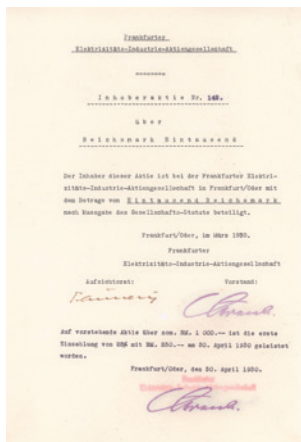 Frankfurter
Elektrizitäts-Industrie-Aktiengesellschaft
Inhaberaktie Nr. 142.
über
Reichsmark Eintausend
Der Inhaber dieser Aktie ist bei der Frankfurter Elektri-
zitäts-Industrie-Aktiengesellschaft in Frankfurt/Oder mit
dem Betrage von Eintausend Reichsmark
nach Massgabe des Gesellschafts-Statuts beteiligt.
Frankfurt/Oder, im März 1930.
Frankfurter
Elektrizitäts-Industrie-Aktiengesellschaft
Aufsichtsrat: Vorstand:
Auf vorstehende Aktie über nom. RM. 1 000.-- ist die erste
Einzahlung von 25% mit RM. 250.-- am 30. April 1930 geleistet
worden.
Frankfurt/Oder, den 30. April 1930.
Frankfurter